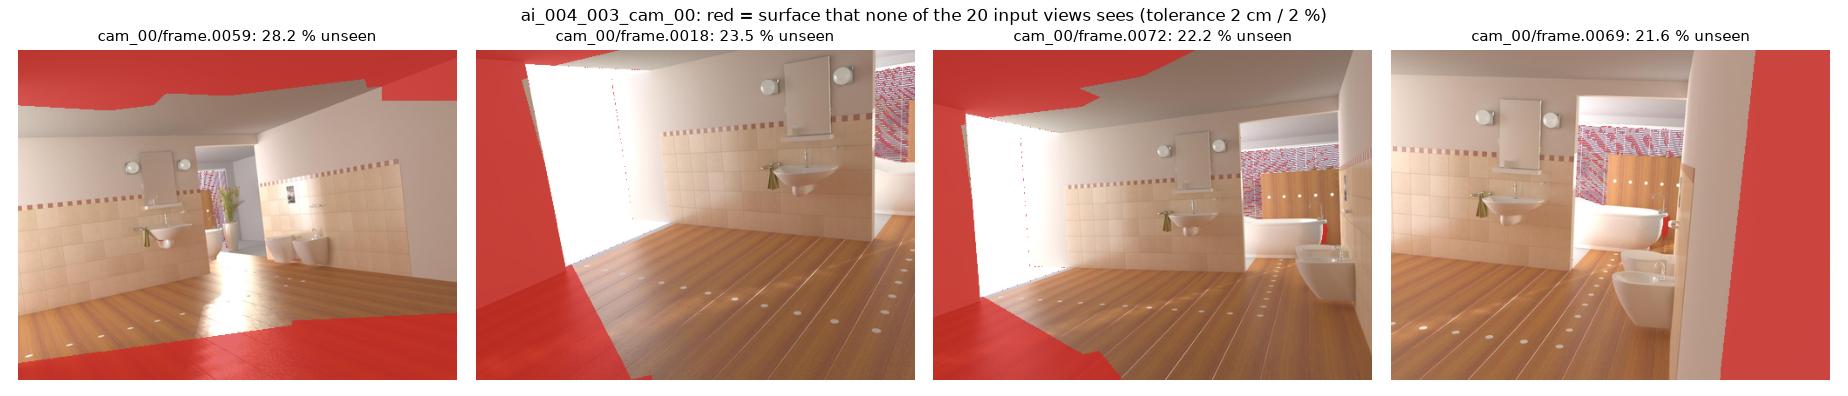 ai_004_003_cam_00: red = surface that none of the 20 input views sees (tolerance 2 cm / 2 %)
cam_00/frame.0059: 28.2 % unseen
cam_00/frame.0018: 23.5 % unseen
cam_00/frame.0072: 22.2 % unseen
cam_00/frame.0069: 21.6 % unseen